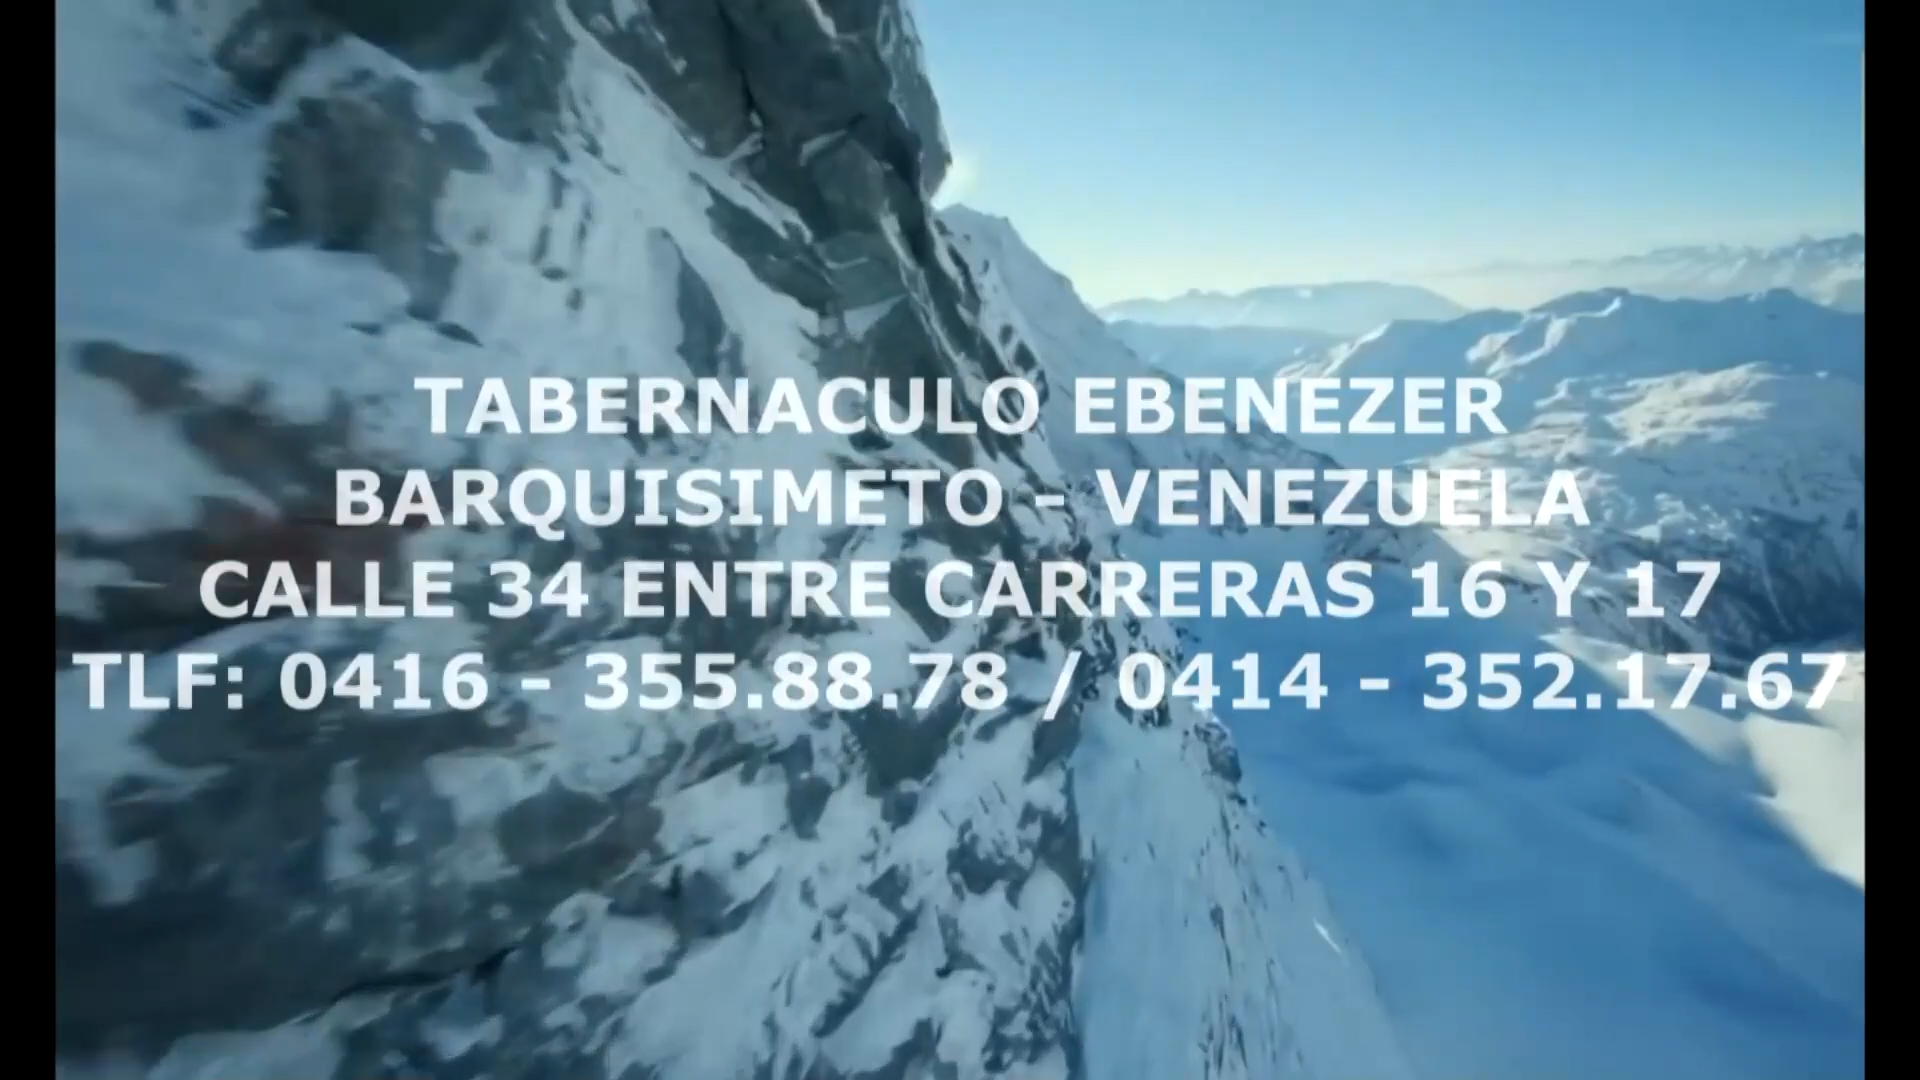 TABERNACULO EBENEZER
BARQUISIMETO - VENEZUELA
CALLE 34 ENTRE CARRERAS 16 Y 17
TLF: 0416 - 355.88.78 / 0414 - 352.17.67